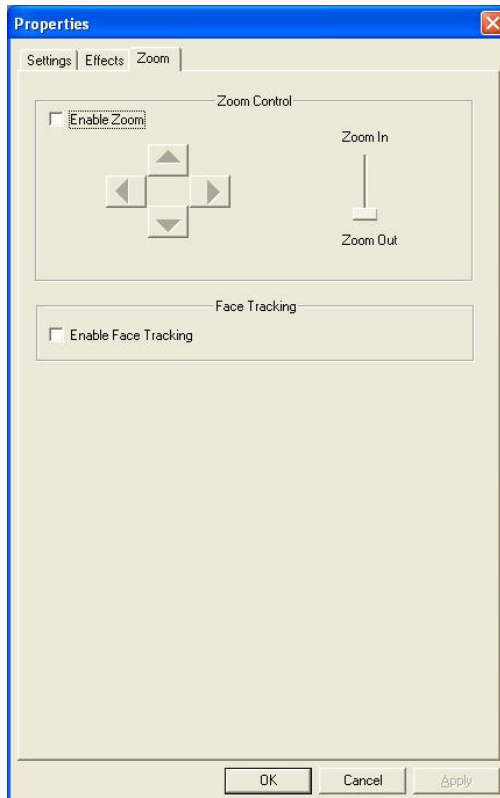 Properties
Settings Effects Zoom
Zoom Control
Enable Zoom
Zoom In
Zoom Out
Face Tracking
Enable Face Tracking
OK Cancel Apply